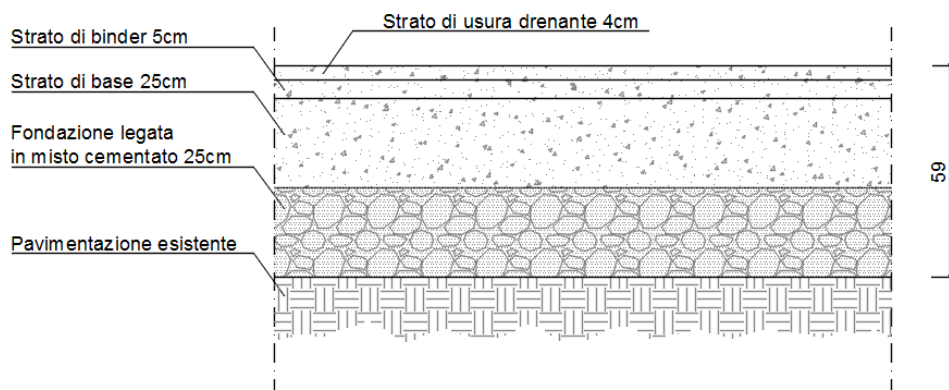 Strato di usura drenante 4cm
Strato di binder 5cm
Strato di base 25cm
Fondazione legata
in misto cementato 25cm
Pavimentazione esistente
59